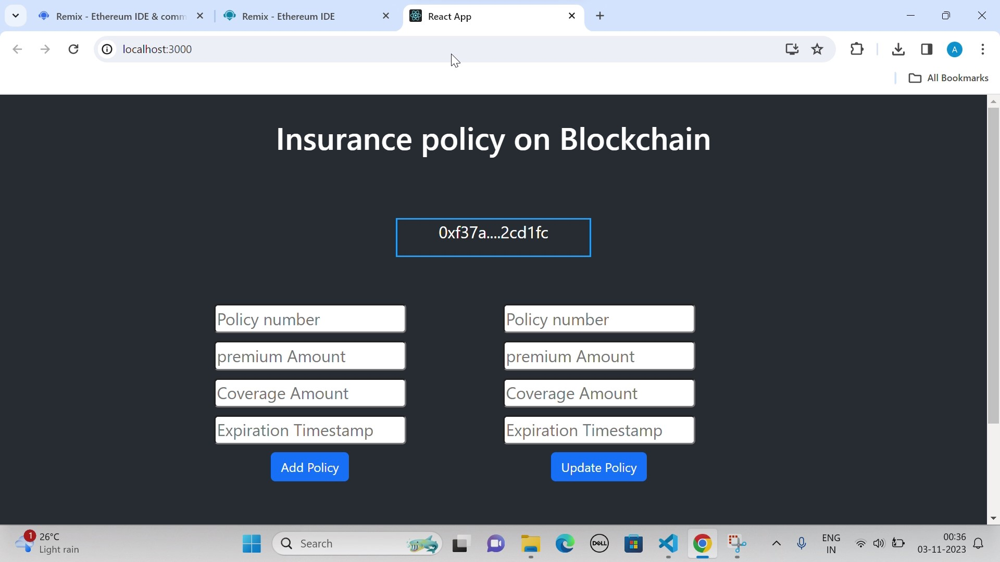 Remix - Ethereum IDE & comm
Remix - Ethereum IDE
React App
localhost:3000
A
All Bookmarks
Insurance policy on Blockchain
0xf37a....2cd1fc
Policy number
Policy number
premium Amount
premium Amount
Coverage Amount
Coverage Amount
Expiration Timestamp
Expiration Timestamp
Add Policy
Update Policy
1
26°C
Light rain
Search
DELL
ENG
IN
00:36
03-11-2023